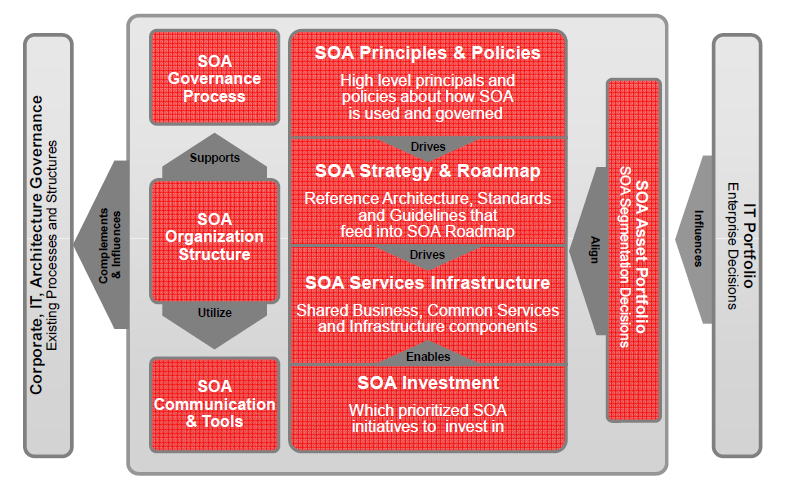 Corporate, IT, Architecture Governance
Existing Processes and Structures
Complements
& Influences
SOA
Governance
Process
Supports
SOA
Organization
Structure
Utilize
SOA
Communication
& Tools
SOA Principles & Policies
High level principals and
policies about how SOA
is used and governed
Drives
SOA Strategy & Roadmap
Reference Architecture, Standards
and Guidelines that
feed into SOA Roadmap
Drives
SOA Services Infrastructure
Shared Business, Common Services
and Infrastructure components
Enables
SOA Investment
Which prioritized SOA
initiatives to invest in
Align
SOA Asset Portfolio
SOA Segmentation Decisions
Influences
IT Portfolio
Enterprise Decisions